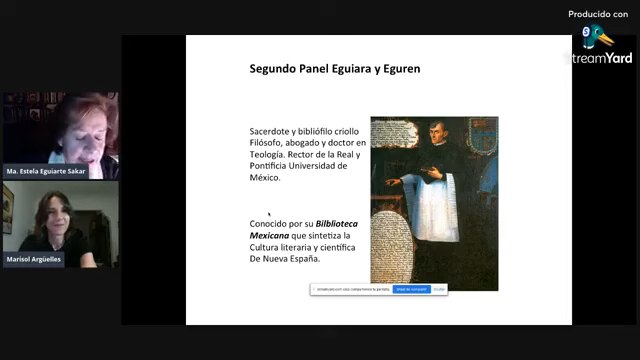 Producido con
StreamYard
Segundo Panel Eguiara y Eguren
Sacerdote y bibliófilo criollo
Filósofo, abogado y doctor en
Teología. Rector de la Real y
Pontificia Universidad de
México.
Conocido por su Bilblioteca
Mexicana que sintetiza la
Cultura literaria y científica
De Nueva España.
Ma. Estela Eguiarte Sakar
Marisol Argüelles